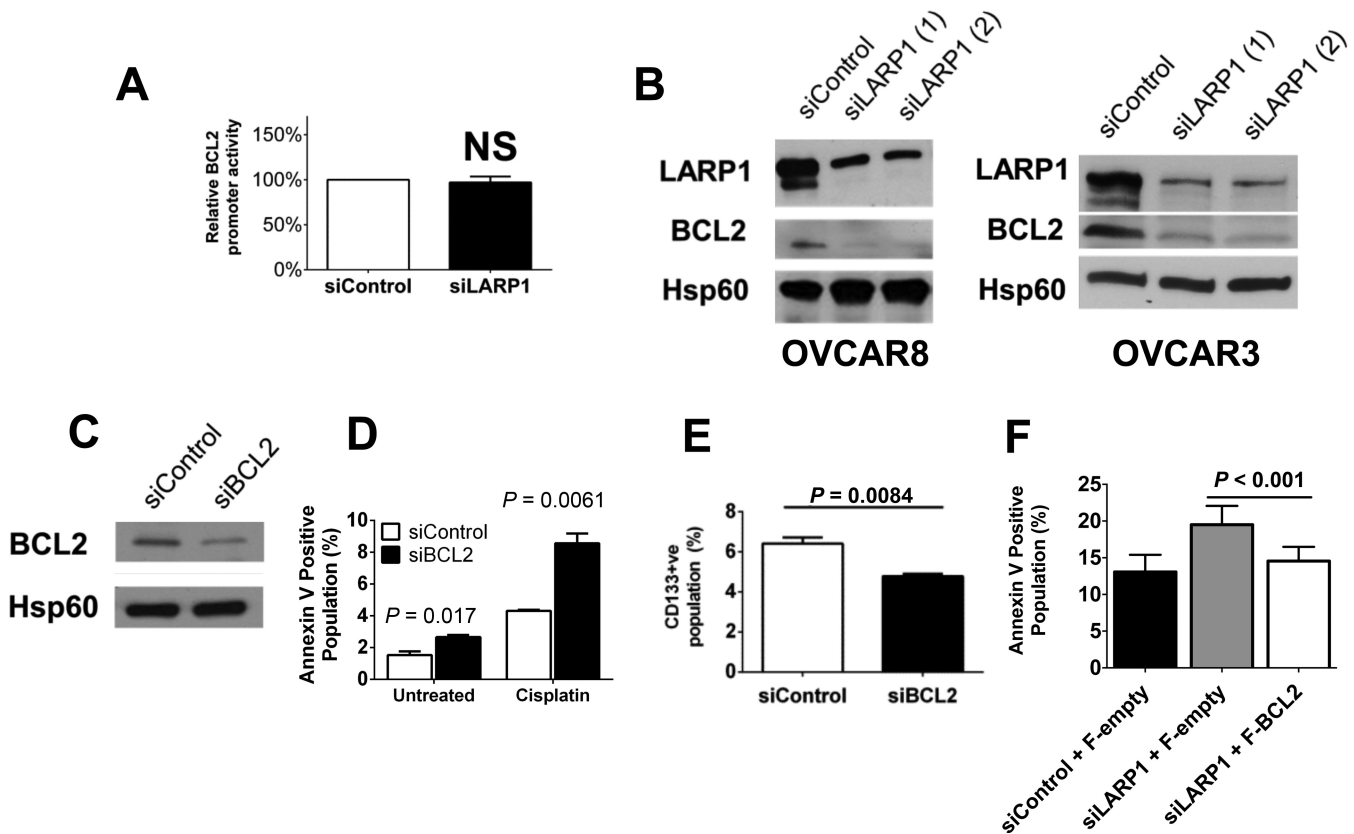 A
Relative BCL2
promoter activity
150%
100%
50%
0%
NS
siControl
siLARP1
B
siControl
siLARP1 (1)
siLARP1 (2)
LARP1
BCL2
Hsp60
OVCAR8
siControl
siLARP1 (1)
siLARP1 (2)
LARP1
BCL2
Hsp60
OVCAR3
C
siControl
siBCL2
BCL2
Hsp60
D
Annexin V Positive
Population (%)
10
8
6
4
2
0
siControl
siBCL2
P = 0.017
P = 0.0061
Untreated
Cisplatin
E
CD133+ve
population (%)
8
6
4
2
0
P = 0.0084
siControl
siBCL2
F
Annexin V Positive
Population (%)
25
20
15
10
5
0
P < 0.001
siControl + F-empty
siLARP1 + F-empty
siLARP1 + F-BCL2